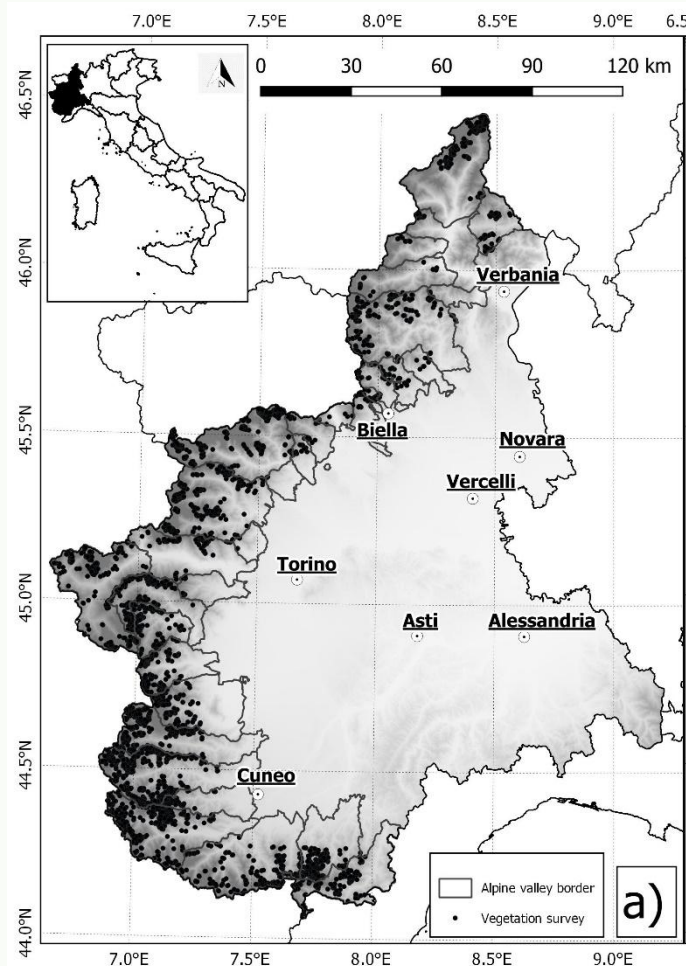 7.0°E 7.5°E 8.0°E 8.5°E 9.0°E 6.5
N
0 30 60 90 120 km
46.5°N
46.0°N
Verbania
Biella
45.5°N
Novara
Vercelli
Torino
45.0°N
Asti Alessandria
44.5°N
Cuneo
Alpine valley border
Vegetation survey
a)
44.0°N
7.0°E 7.5°E 8.0°E 8.5°E 9.0°E